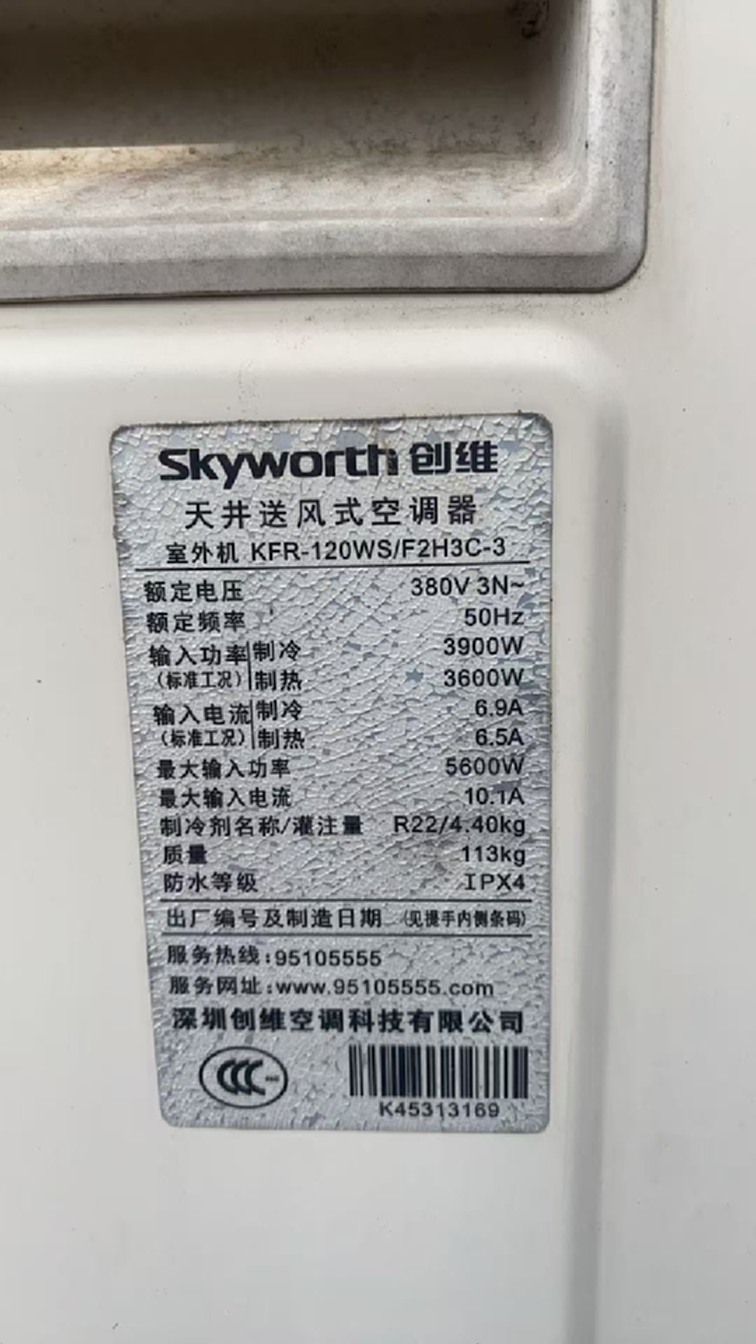 Skyworth 创维
天井送风式空调器
室外机 KFR-120WS/F2H3C-3
额定电压 380V 3N~
额定频率 50Hz
输入功率 制冷 3900W
(标准工况) 制热 3600W
输入电流 制冷 6.9A
(标准工况) 制热 6.5A
最大输入功率 5600W
最大输入电流 10.1A
制冷剂名称/灌注量 R22/4.40kg
质量 113kg
防水等级 IPX4
出厂编号及制造日期 (见提手内侧条码)
服务热线:95105555
服务网址:www.95105555.com
深圳创维空调科技有限公司
K45313169